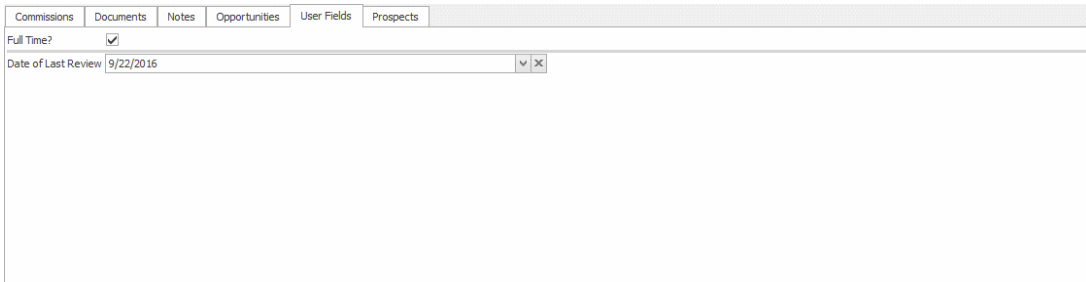 Commissions Documents Notes Opportunities User Fields Prospects
Full Time?
Date of Last Review 9/22/2016